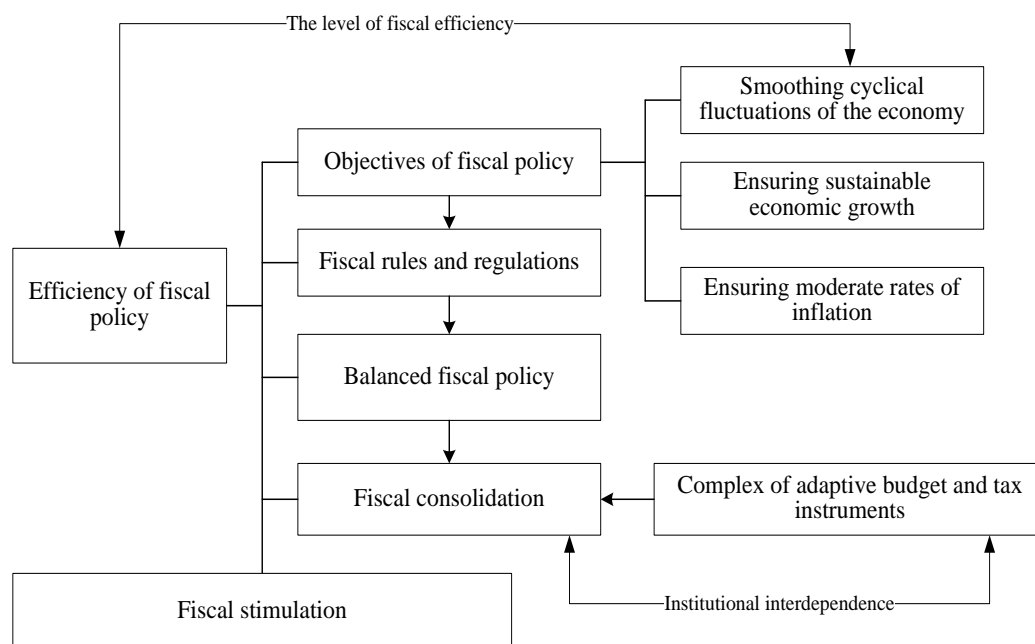 The level of fiscal efficiency
Smoothing cyclical
fluctuations of the economy
Objectives of fiscal policy
Ensuring sustainable
economic growth
Fiscal rules and regulations
Efficiency of fiscal
policy
Ensuring moderate rates of
inflation
Balanced fiscal policy
Fiscal consolidation
Complex of adaptive budget and tax
instruments
Fiscal stimulation
Institutional interdependence